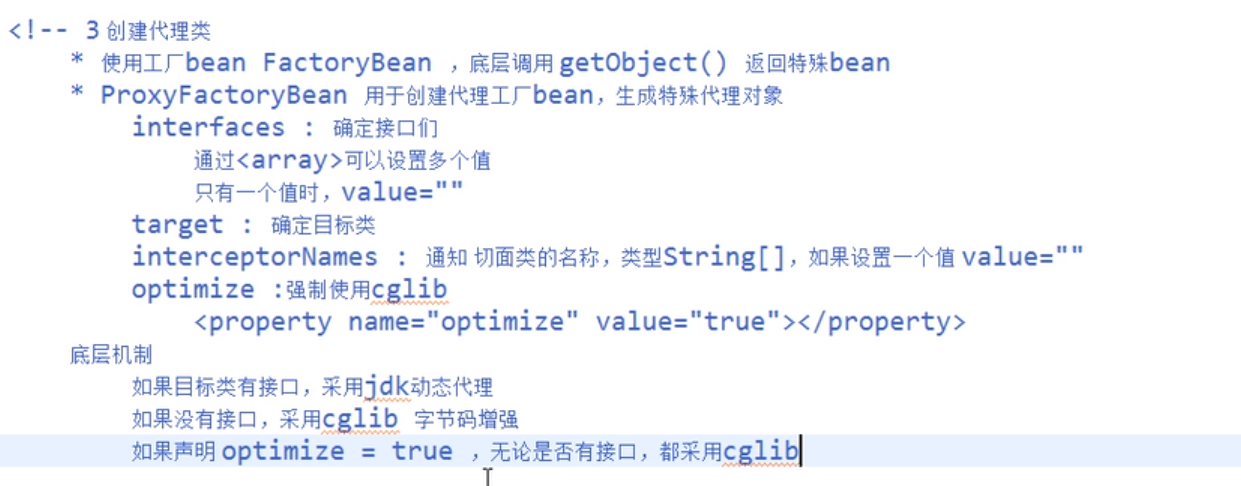 <!-- 3 创建代理类
* 使用工厂bean FactoryBean ，底层调用 getObject() 返回特殊bean
* ProxyFactoryBean 用于创建代理工厂bean，生成特殊代理对象
interfaces : 确定接口们
通过<array>可以设置多个值
只有一个值时，value=""
target : 确定目标类
interceptorNames : 通知 切面类的名称，类型String[]，如果设置一个值 value=""
optimize :强制使用cglib
<property name="optimize" value="true"></property>
底层机制
如果目标类有接口，采用jdk动态代理
如果没有接口，采用cglib 字节码增强
如果声明 optimize = true ，无论是否有接口，都采用cglib